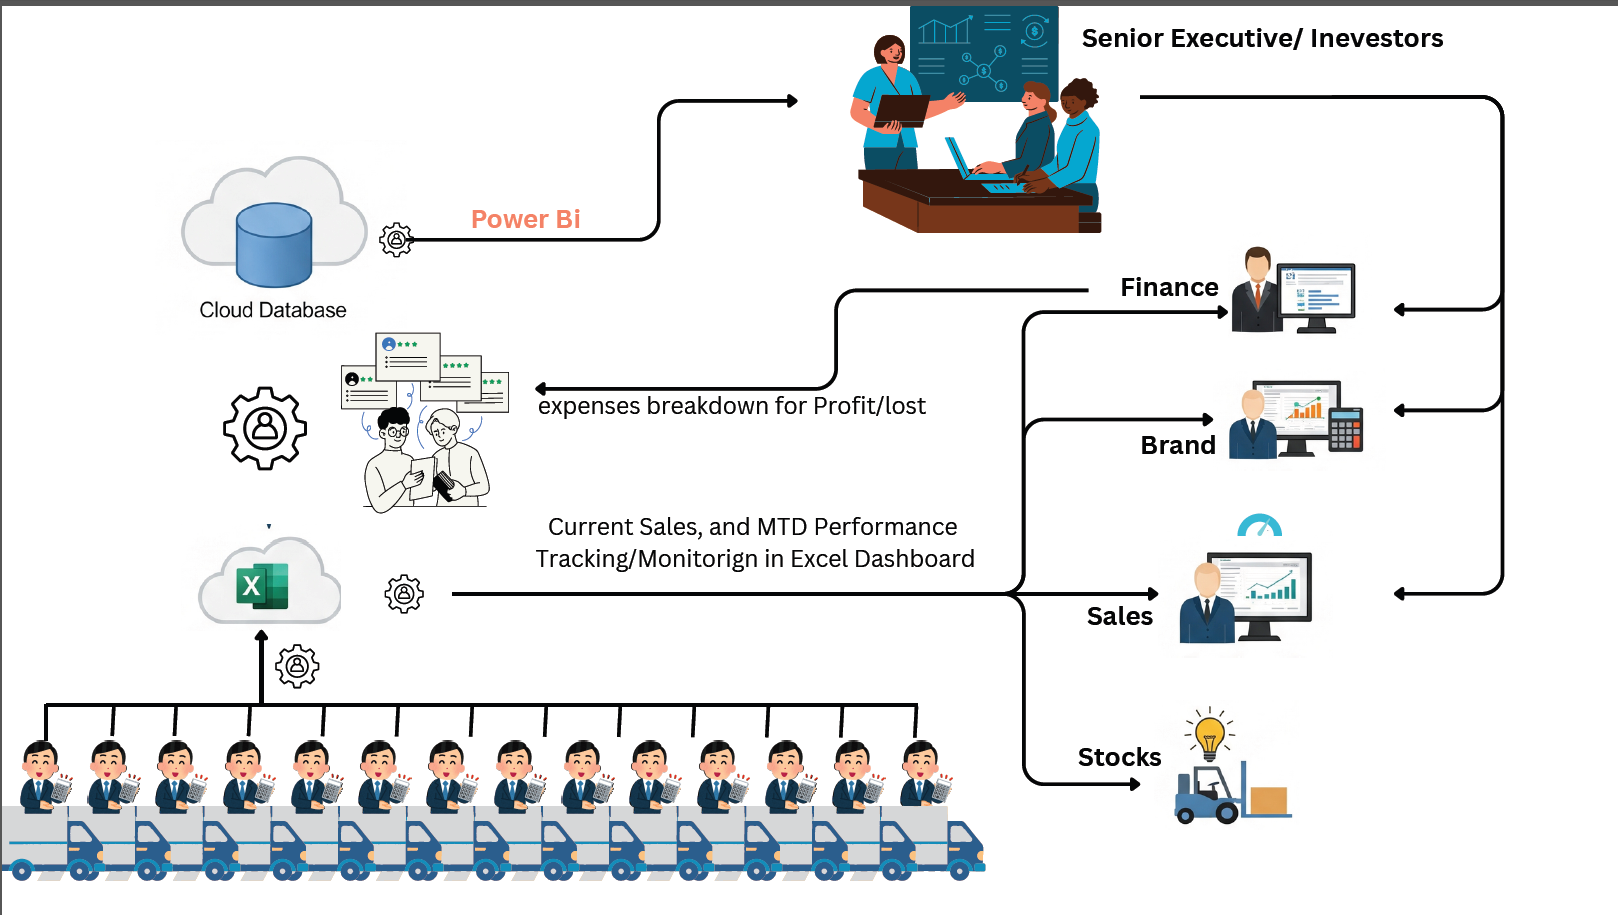 Senior Executive/ Inevestors
Power Bi
Cloud Database
Finance
expenses breakdown for Profit/lost
Brand
Current Sales, and MTD Performance
Tracking/Monitorign in Excel Dashboard
X
Sales
Stocks